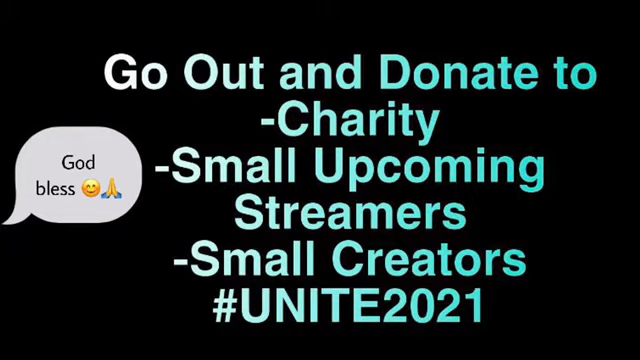 Go Out and Donate to
-Charity
God
bless 😊🙏
-Small Upcoming
Streamers
-Small Creators
#UNITE2021